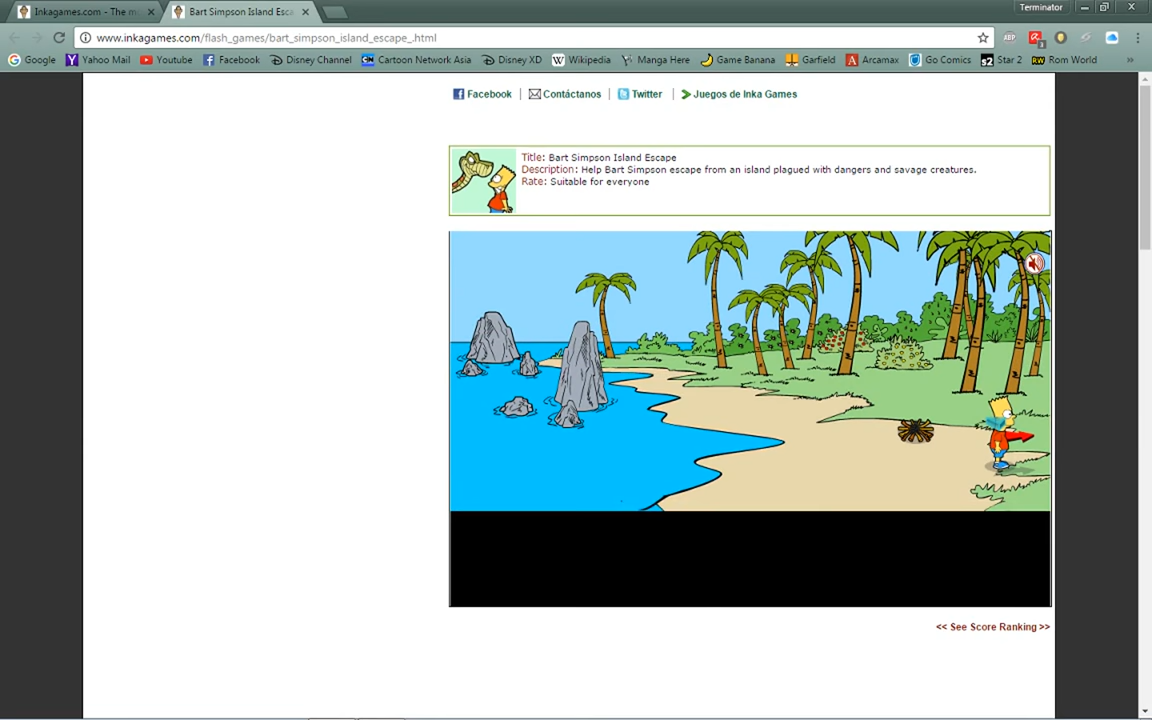 Terminator
Inkagames.com - The m
Bart Simpson Island Esca
www.inkagames.com/flash_games/bart_simpson_island_escape_.html
ABP
3
Google Yahoo Mail Youtube Facebook Disney Channel Cartoon Network Asia Disney XD Wikipedia Manga Here Game Banana Garfield Arcamax Go Comics Star 2 Rom World »
Facebook | Contáctanos | Twitter | Juegos de Inka Games
Title: Bart Simpson Island Escape
Description: Help Bart Simpson escape from an island plagued with dangers and savage creatures.
Rate: Suitable for everyone
<< See Score Ranking >>